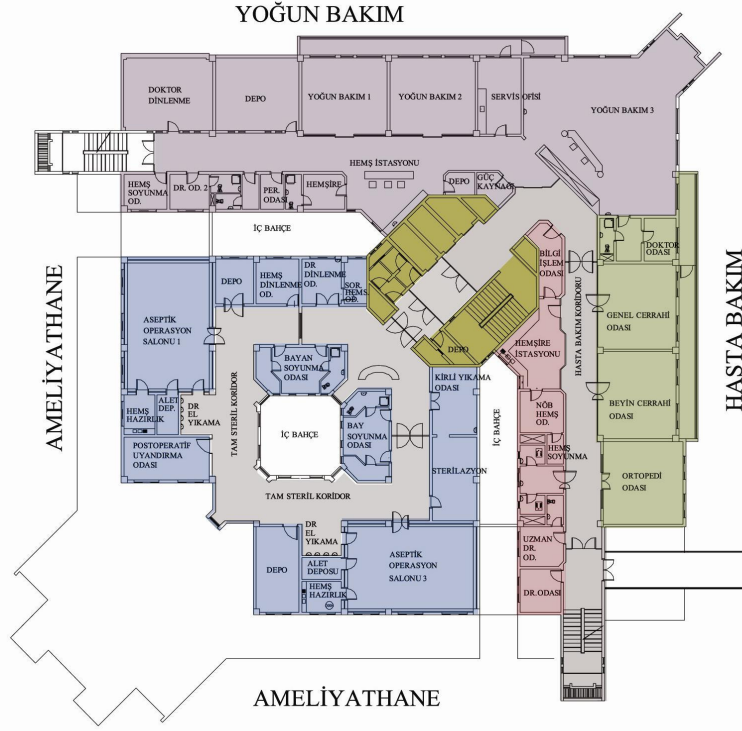 YOĞUN BAKIM
DOKTOR
DİNLENME
DEPO
YOĞUN BAKIM 1
YOĞUN BAKIM 2
SERVİS OFİSİ
YOĞUN BAKIM 3
HEMŞ İSTASYONU
HEMŞ
SOYUNMA
OD.
DR. OD. 2
PER.
ODASI
HEMŞİRE
DEPO
GÜÇ
KAYNAĞI
İÇ BAHÇE
BİLGİ
İŞLEM
ODASI
DOKTOR
ODASI
AMELİYATHANE
HASTA BAKIM
DEPO
HEMŞ
DİNLENME
OD.
DR
DİNLENME
OD.
SOR.
HEMS.
OD.
ASEPTİK
OPERASYON
SALONU 1
HASTA BAKIM KORİDORU
GENEL CERRAHİ
ODASI
HEMŞİRE
İSTASYONU
DEPO
BAYAN
SOYUNMA
ODASI
KİRLİ YIKAMA
ODASI
TAM STERIL KORİDOR
HEMŞ
HAZIRLIK
ALET
DEP.
DR
EL
YIKAMA
İÇ BAHÇE
BAY
SOYUNMA
ODASI
İÇ BAHÇE
NÖB
HEMŞ
OD.
BEYİN CERRAHİ
ODASI
POSTOPERATİF
UYANDIRMA
ODASI
HEMŞ
SOYUNMA
STERİLAZYON
ORTOPEDİ
ODASI
TAM STERIL KORİDOR
DR
EL
YIKAMA
DEPO
ALET
DEPOSU
HEMŞ
HAZIRLIK
ASEPTİK
OPERASYON
SALONU 3
UZMAN
DR.
OD.
DR.ODASI
AMELİYATHANE